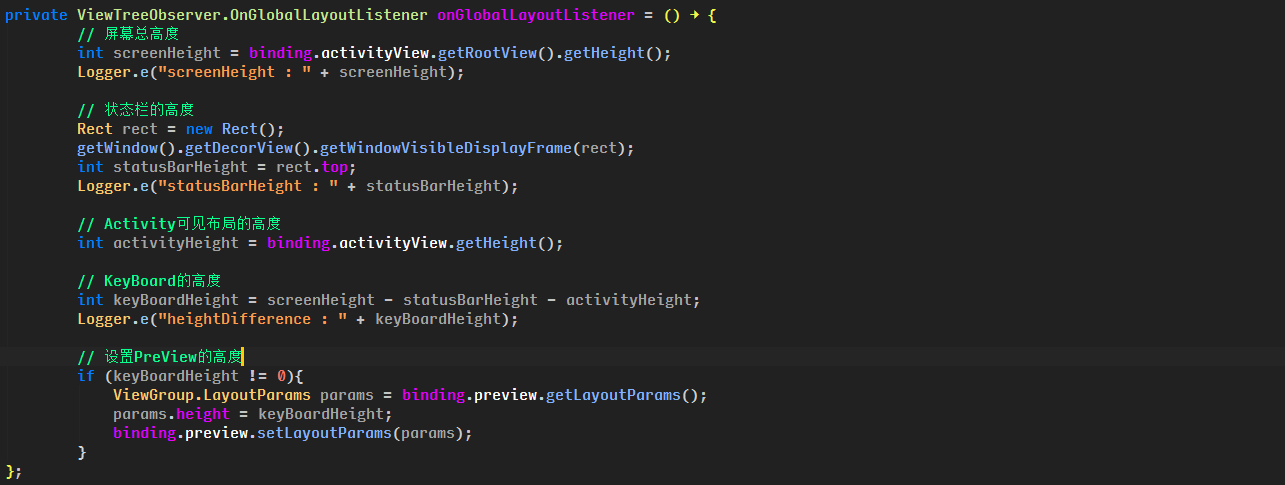 private ViewTreeObserver.OnGlobalLayoutListener onGlobalLayoutListener = () → {
// 屏幕总高度
int screenHeight = binding.activityView.getRootView().getHeight();
Logger.e("screenHeight : " + screenHeight);
// 状态栏的高度
Rect rect = new Rect();
getWindow().getDecorView().getWindowVisibleDisplayFrame(rect);
int statusBarHeight = rect.top;
Logger.e("statusBarHeight : " + statusBarHeight);
// Activity可见布局的高度
int activityHeight = binding.activityView.getHeight();
// KeyBoard的高度
int keyBoardHeight = screenHeight - statusBarHeight - activityHeight;
Logger.e("heightDifference : " + keyBoardHeight);
// 设置PreView的高度
if (keyBoardHeight != 0){
ViewGroup.LayoutParams params = binding.preview.getLayoutParams();
params.height = keyBoardHeight;
binding.preview.setLayoutParams(params);
}
};